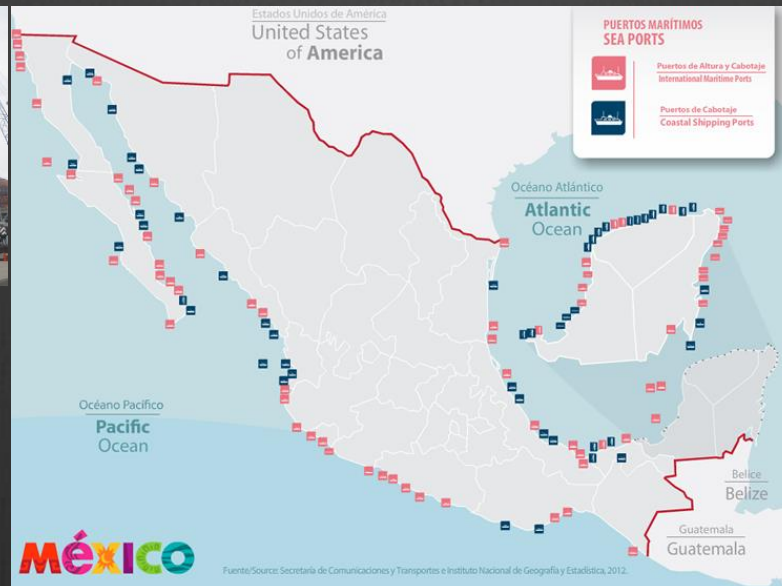 Estados Unidos de América
United States
of America
PUERTOS MARÍTIMOS
SEA PORTS
Puertos de Altura y Cabotaje
International Maritime Ports
Puertos de Cabotaje
Coastal Shipping Ports
Océano Atlántico
Atlantic
Ocean
Océano Pacífico
Pacific
Ocean
Belice
Belize
Guatemala
Guatemala
MéxICO
Fuente/Source: Secretaría de Comunicaciones y Transportes e Instituto Nacional de Geografía y Estadística, 2012.